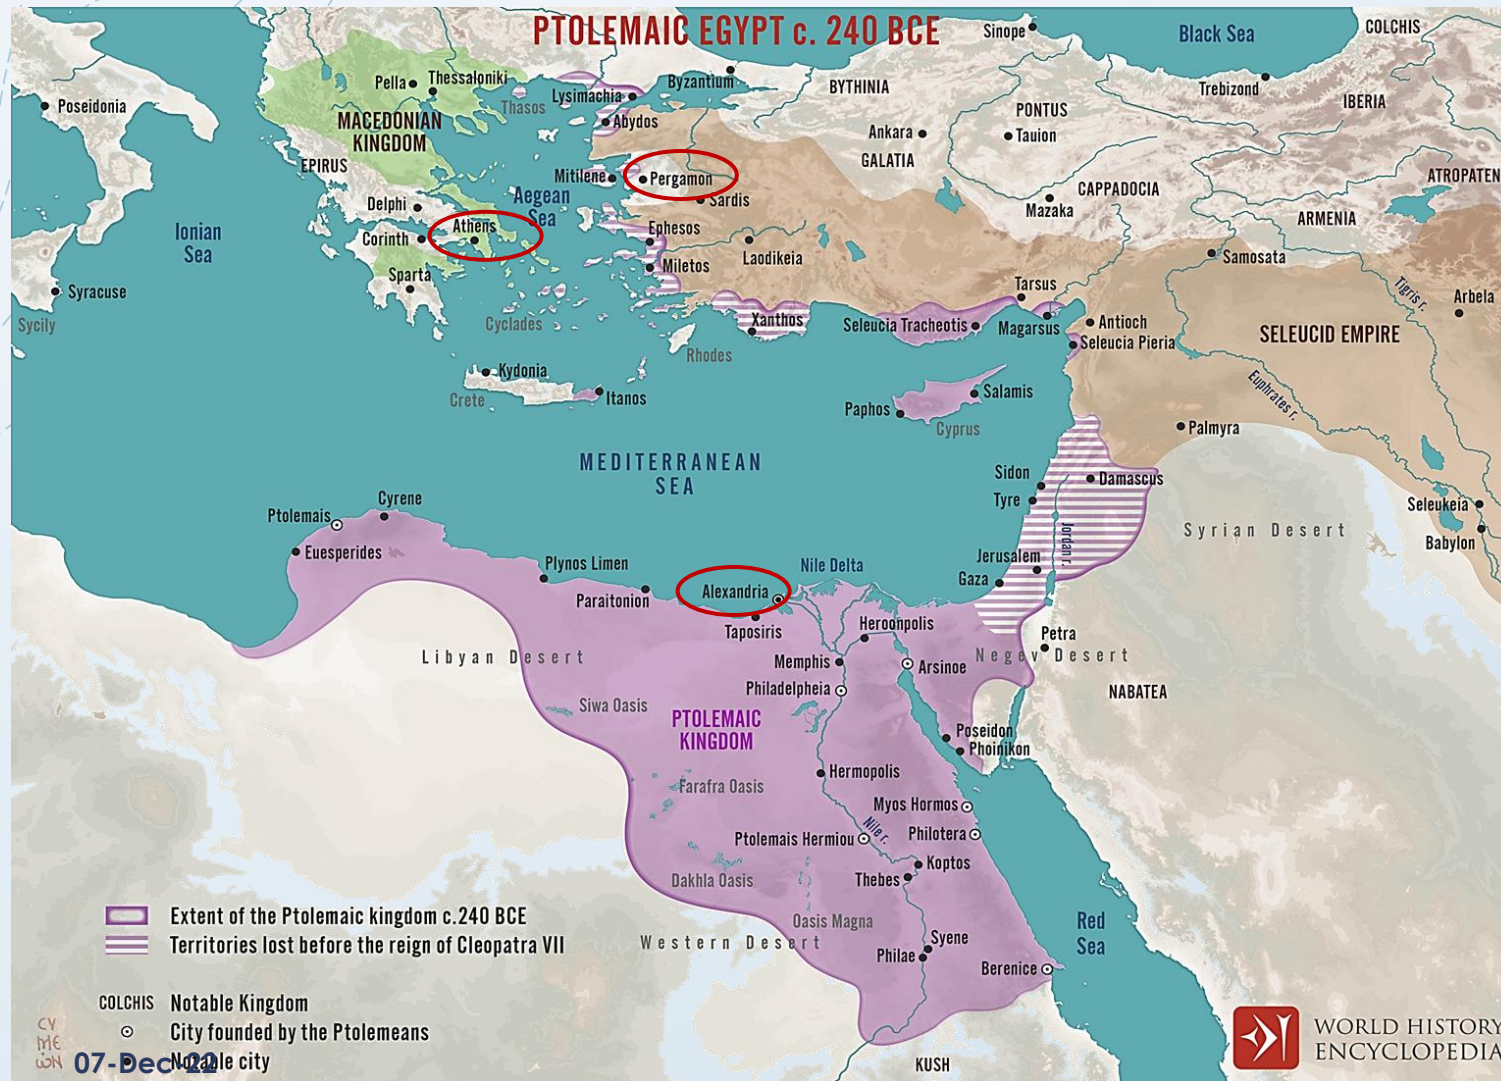 PTOLEMAIC EGYPT c. 240 BCE
Sinope
Black Sea
COLCHIS
Poseidonia
Pella
Thessaloniki
Thasos
Lysimachia
Byzantium
BYTHINIA
Trebizond
IBERIA
MACEDONIAN
KINGDOM
Abydos
PONTUS
Ankara
Tauion
GALATIA
EPIRUS
Mitilene
Pergamon
CAPPADOCIA
ATROPATEN
Delphi
Aegean
Sea
Sardis
Mazaka
ARMENIA
Ionian
Sea
Corinth
Athens
Ephesos
Laodikeia
Samosata
Sparta
Miletos
Tarsus
Tigris r.
Arbela
Syracuse
Sycily
Cyclades
Xanthos
Seleucia Tracheotis
Magarsus
Antioch
Seleucia Pieria
SELEUCID EMPIRE
Rhodes
Kydonia
Crete
Itanos
Salamis
Paphos
Cyprus
Euphrates r.
Palmyra
MEDITERRANEAN
SEA
Sidon
Damascus
Tyre
Cyrene
Ptolemais
Seleukeia
Syrian Desert
Babylon
Jordan r.
Euesperides
Plynos Limen
Nile Delta
Jerusalem
Gaza
Paraitonion
Alexandria
Taposiris
Heroonpolis
Petra
Libyan Desert
Memphis
Arsinoe
Negev Desert
Philadelpheia
NABATEA
Siwa Oasis
PTOLEMAIC
KINGDOM
Poseidon
Phoinikon
Hermopolis
Farafra Oasis
Myos Hormos
Ptolemais Hermiou
Nile r.
Philotera
Koptos
Dakhla Oasis
Thebes
Extent of the Ptolemaic kingdom c.240 BCE
Oasis Magna
Red
Sea
Territories lost before the reign of Cleopatra VII
Western Desert
Syene
Philae
Berenice
COLCHIS Notable Kingdom
City founded by the Ptolemeans
Notable city
CY
ME
ὼN
07-Dec-22
KUSH
WORLD HISTORY
ENCYCLOPEDIA